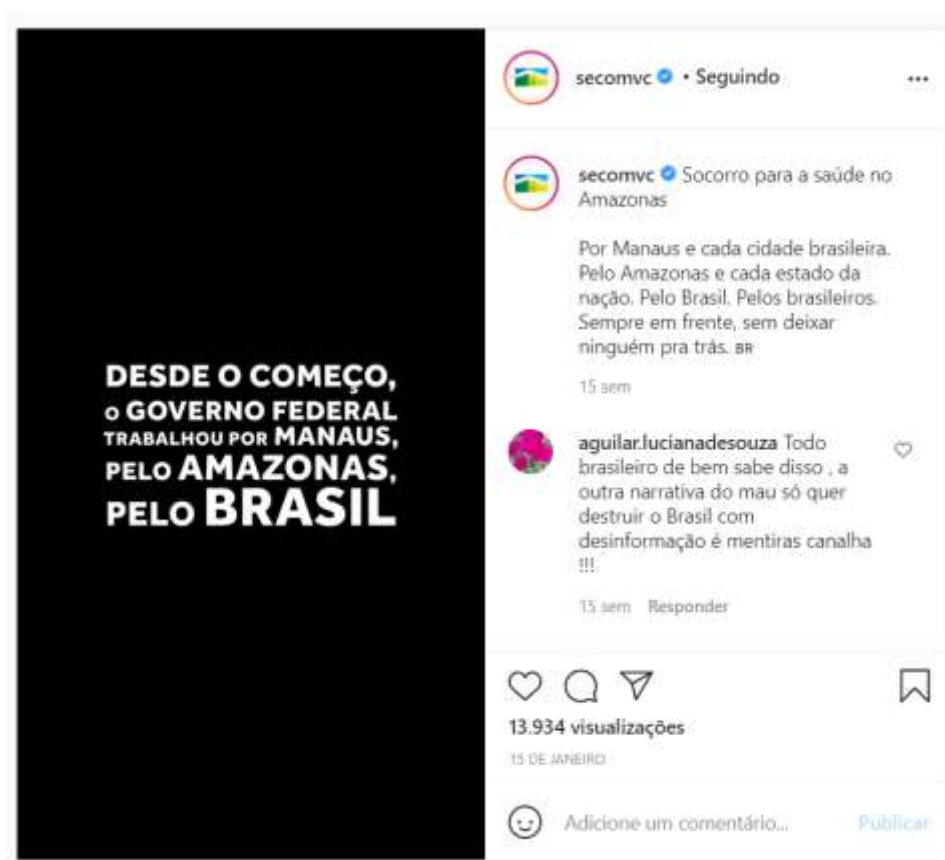 DESDE O COMEÇO,
O GOVERNO FEDERAL
TRABALHOU POR MANAUS,
PELO AMAZONAS,
PELO BRASIL
secomvc • Seguindo
secomvc Socorro para a saúde no
Amazonas
Por Manaus e cada cidade brasileira.
Pelo Amazonas e cada estado da
nação. Pelo Brasil. Pelos brasileiros.
Sempre em frente, sem deixar
ninguém pra trás. BR
15 sem
aguilar.lucianadesouza Todo
brasileiro de bem sabe disso , a
outra narrativa do mau só quer
destruir o Brasil com
desinformação é mentiras canalha
!!!
15 sem Responder
13.934 visualizações
15 DE JANEIRO
Adicione um comentário... Publicar